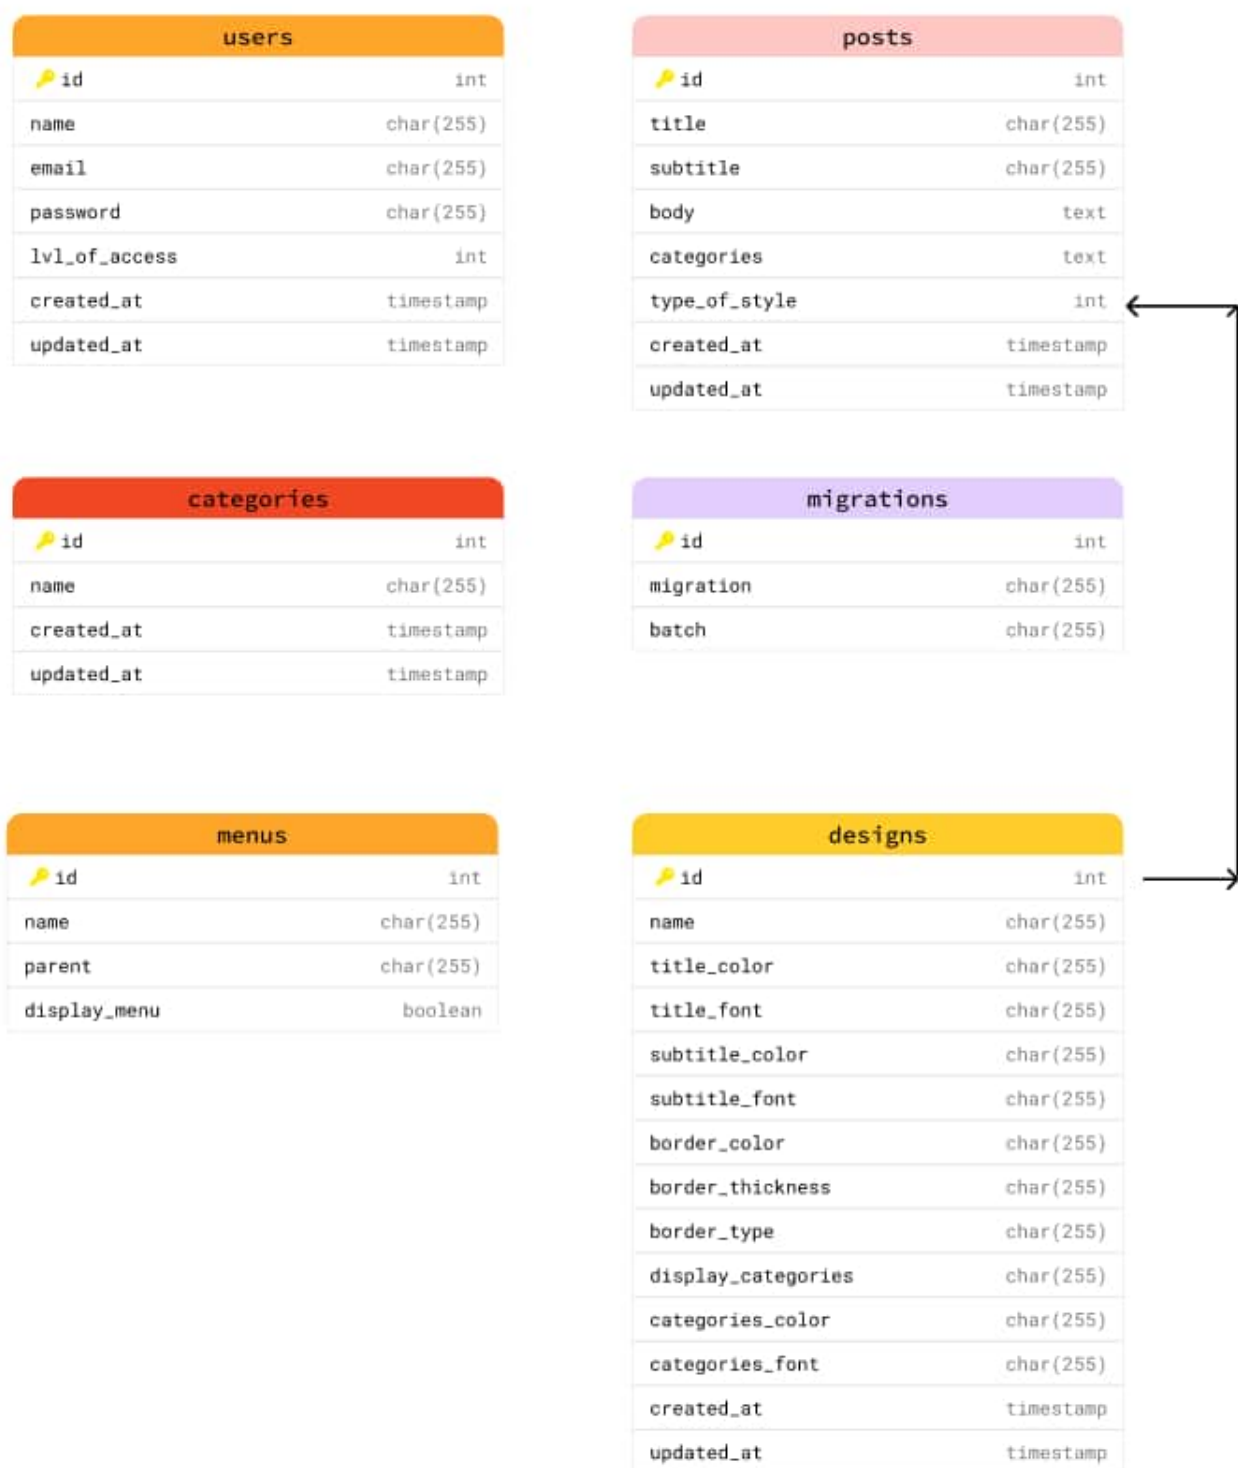 users
id int
name char(255)
email char(255)
password char(255)
lvl_of_access int
created_at timestamp
updated_at timestamp
posts
id int
title char(255)
subtitle char(255)
body text
categories text
type_of_style int
created_at timestamp
updated_at timestamp
categories
id int
name char(255)
created_at timestamp
updated_at timestamp
migrations
id int
migration char(255)
batch char(255)
menus
id int
name char(255)
parent char(255)
display_menu boolean
designs
id int
name char(255)
title_color char(255)
title_font char(255)
subtitle_color char(255)
subtitle_font char(255)
border_color char(255)
border_thickness char(255)
border_type char(255)
display_categories char(255)
categories_color char(255)
categories_font char(255)
created_at timestamp
updated_at timestamp